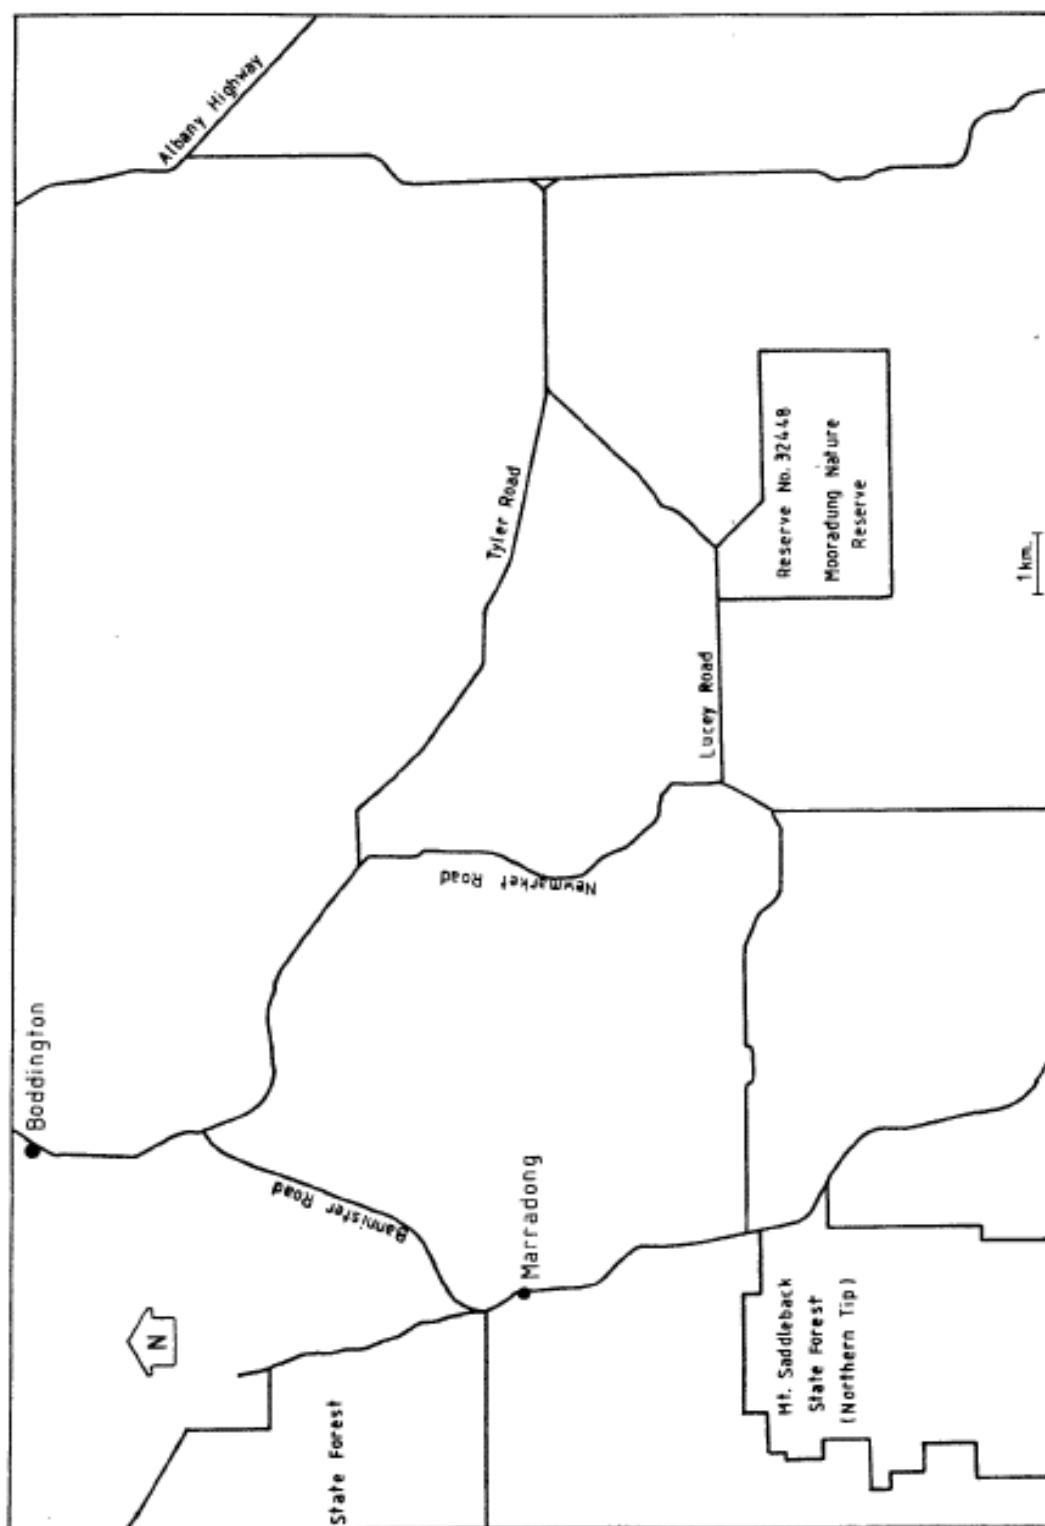 Albany Highway
Boddington
Tyler Road
Newmarket Road
Bannister Road
Marradong
Lucey Road
Reserve No. 32448
Mooradung Nature
Reserve
N
State Forest
Mt. Saddleback
State Forest
(Northern Tip)
1 km.